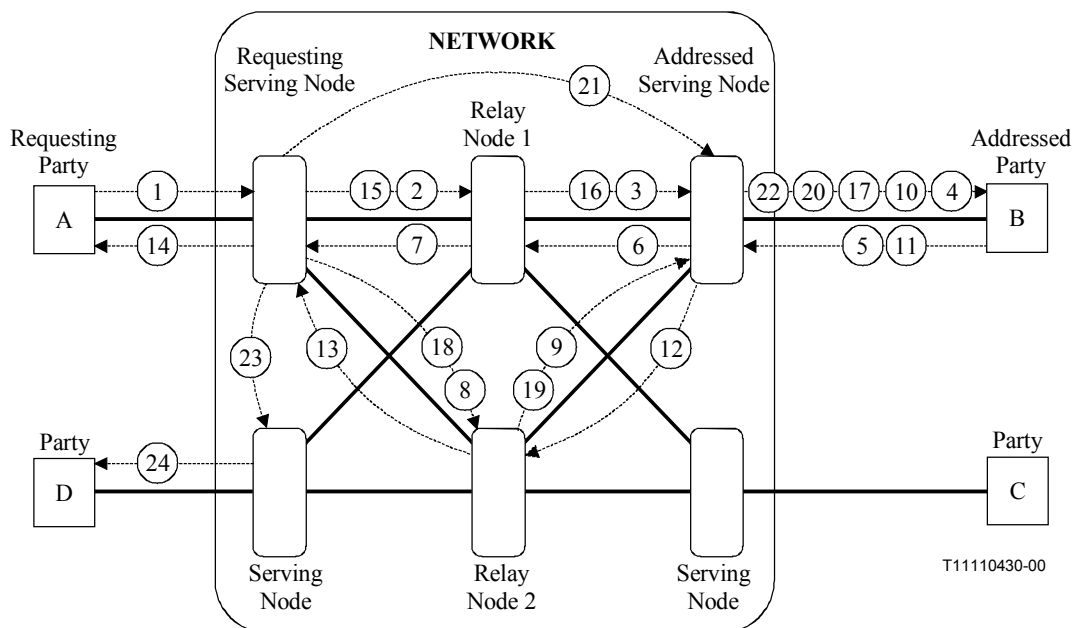 NETWORK
Requesting
Serving Node
Addressed
Serving Node
21
Relay
Node 1
Requesting
Party
Addressed
Party
1
15 2
16 3
22 20 17 10 4
A
B
14
7
6
5 11
23
13
18
9
12
8
19
Party
Party
24
D
C
Serving
Node
Relay
Node 2
Serving
Node
T11110430-00